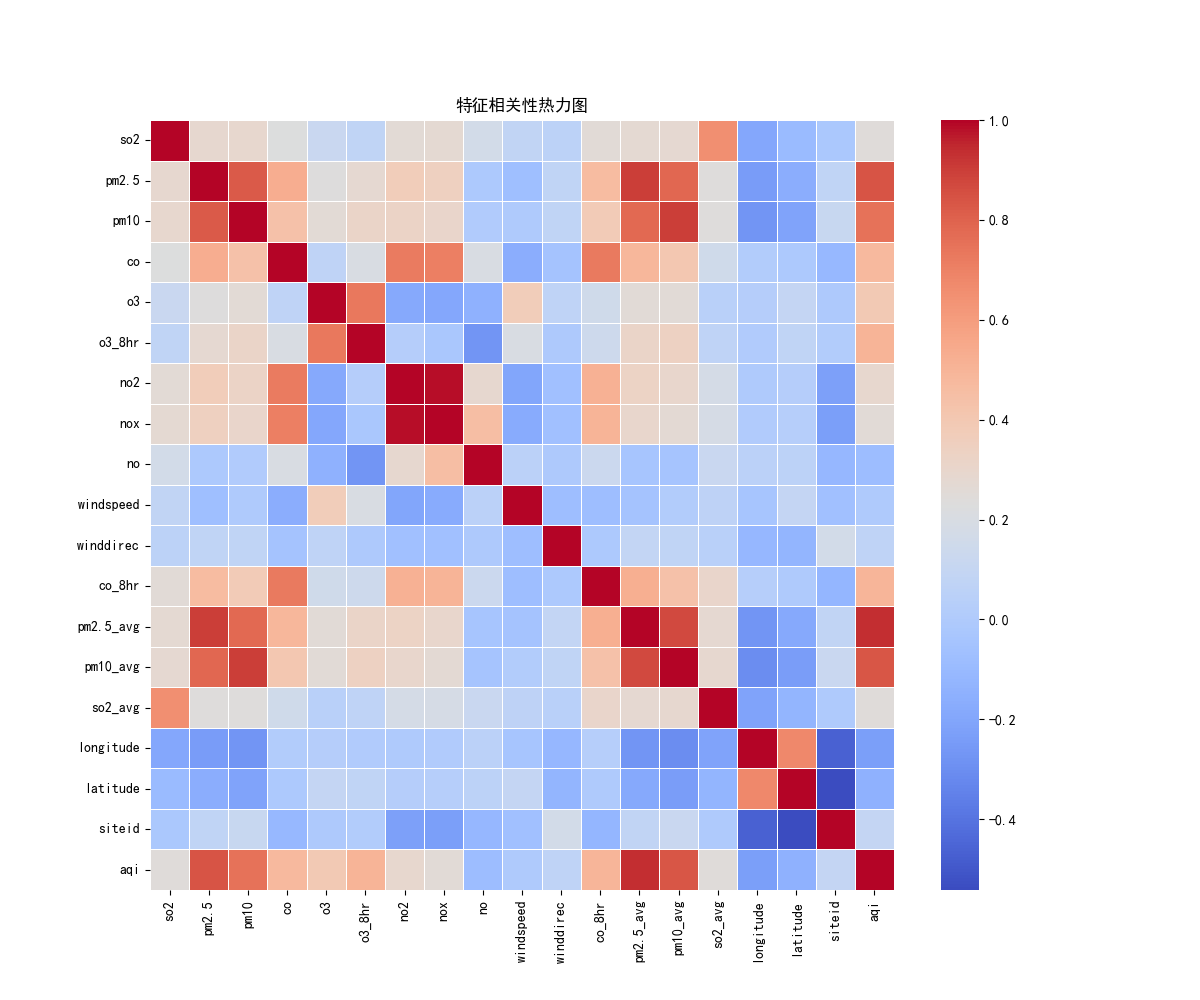 特征相关性热力图
so2
pm2.5
pm10
co
o3
o3_8hr
no2
nox
no
windspeed
winddirec
co_8hr
pm2.5_avg
pm10_avg
so2_avg
longitude
latitude
siteid
aqi
so2
pm2.5
pm10
co
o3
o3_8hr
no2
nox
no
windspeed
winddirec
co_8hr
pm2.5_avg
pm10_avg
so2_avg
longitude
latitude
siteid
aqi
1.0
0.8
0.6
0.4
0.2
0.0
−0.2
−0.4